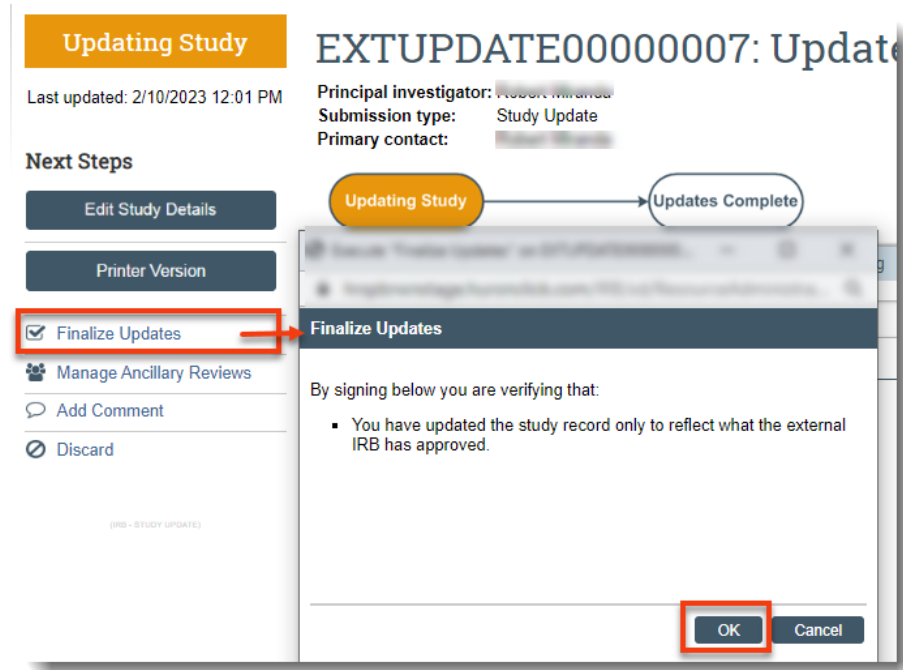 Updating Study
EXTUPDATE00000007: Update
Last updated: 2/10/2023 12:01 PM
Principal investigator:
Submission type: Study Update
Primary contact:
Next Steps
Edit Study Details
Printer Version
Finalize Updates
Manage Ancillary Reviews
Add Comment
Discard
(IRB - STUDY UPDATE)
Updating Study
Updates Complete
g
Finalize Updates
By signing below you are verifying that:
▪ You have updated the study record only to reflect what the external
IRB has approved.
OK
Cancel